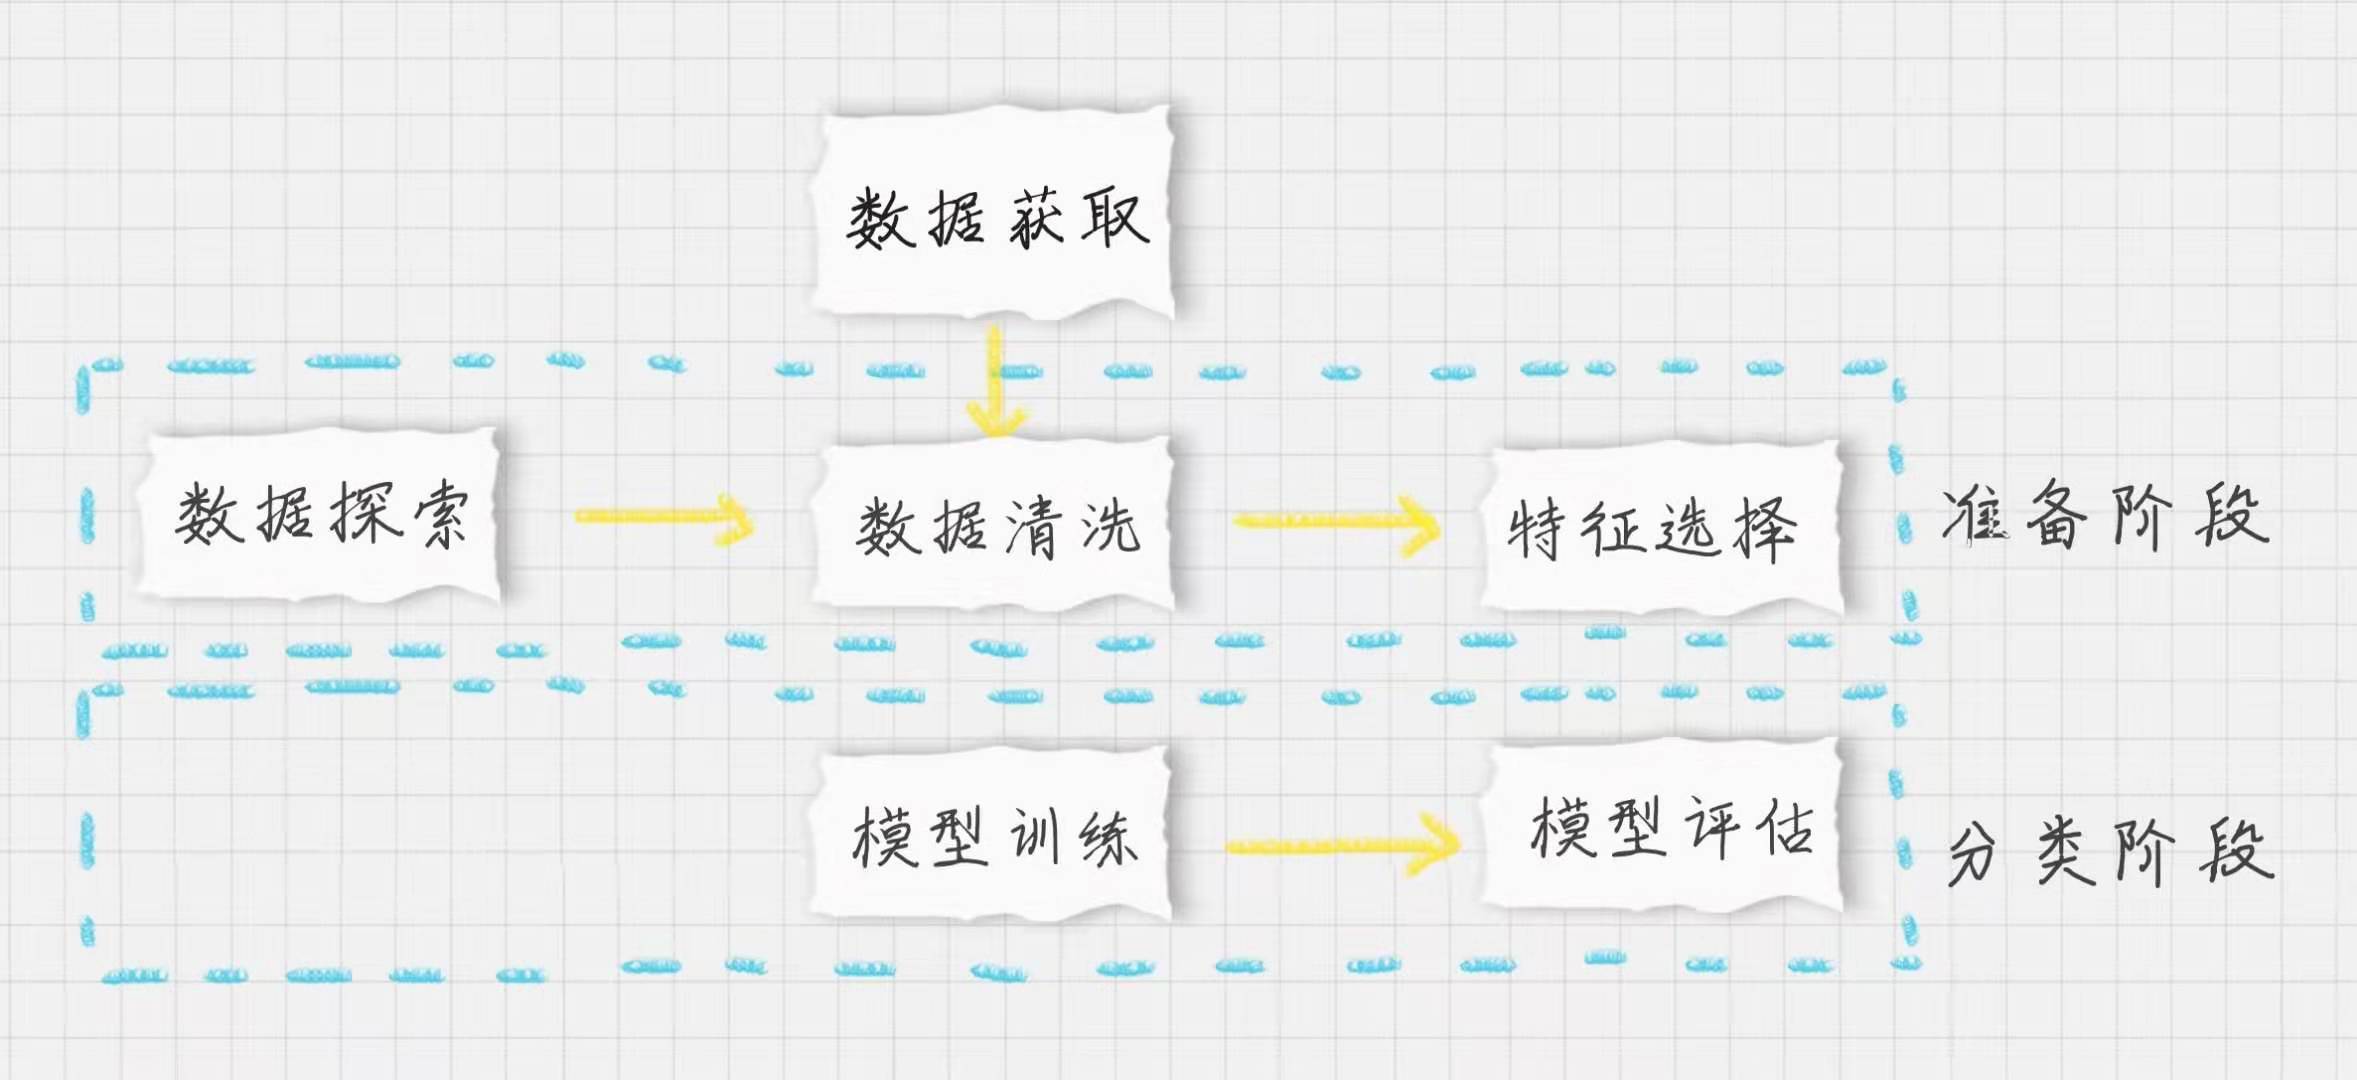 数据获取
数据探索
数据清洗
特征选择
准备阶段
模型训练
模型评估
分类阶段